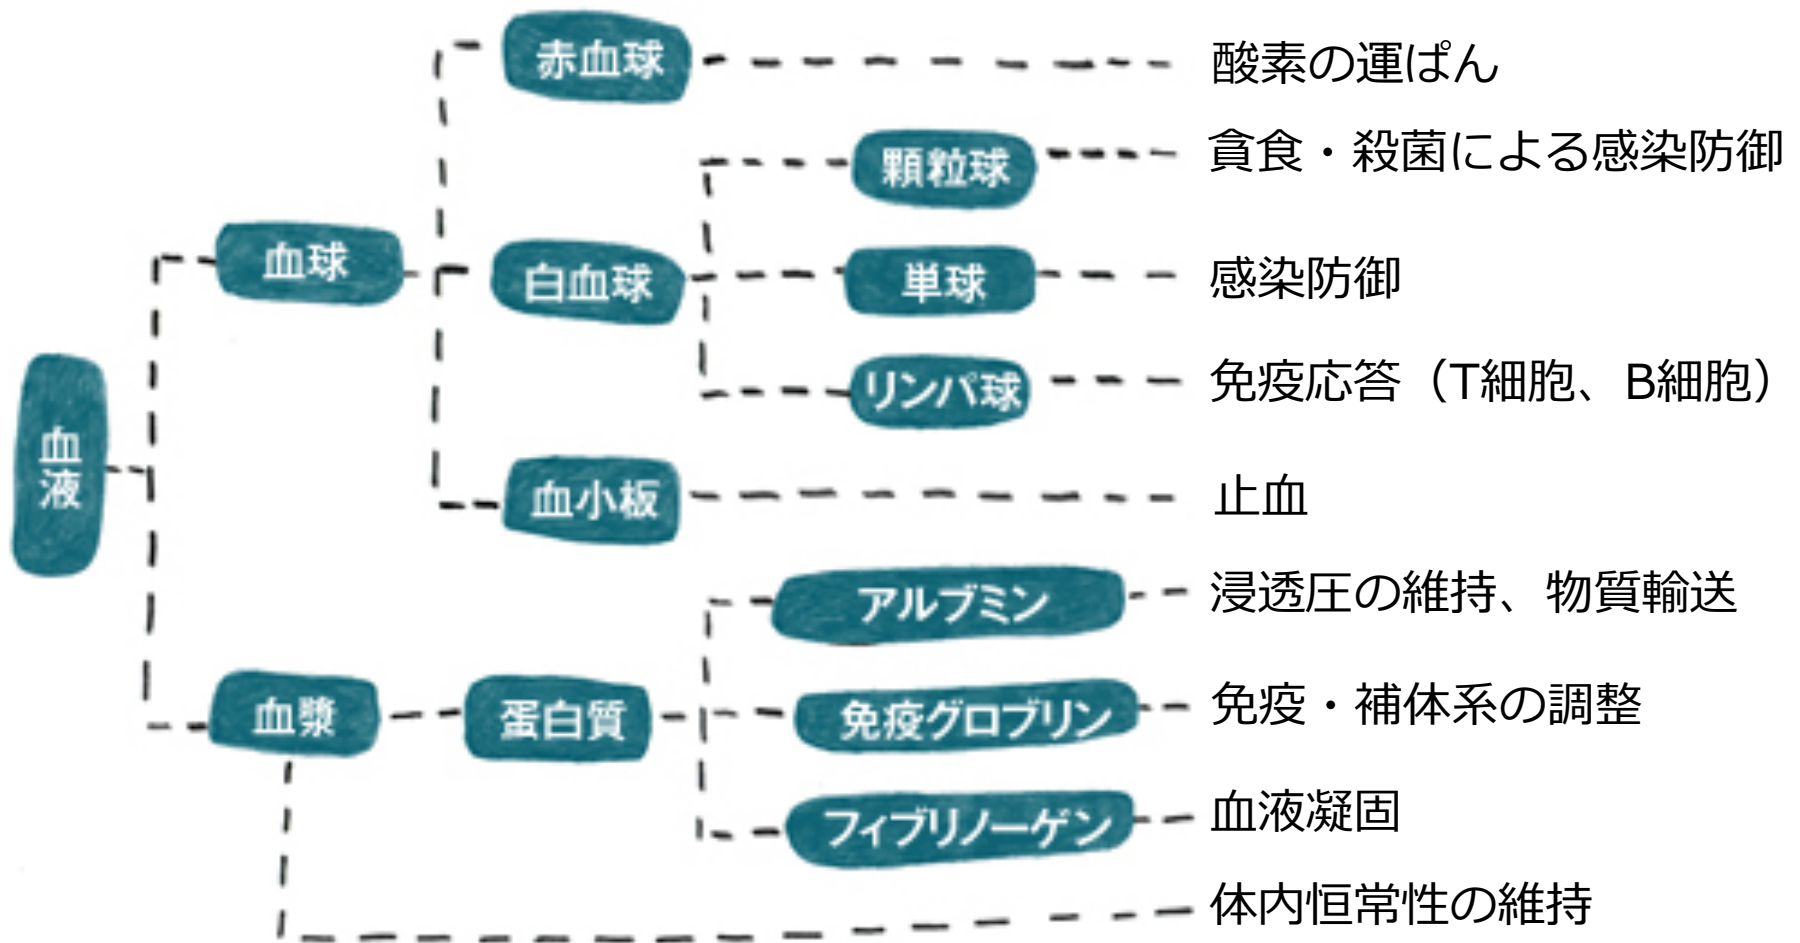 赤血球
酸素の運ぱん
顆粒球
貪食・殺菌による感染防御
血球
白血球
単球
感染防御
リンパ球
免疫応答（T細胞、B細胞）
血液
血小板
止血
アルブミン
浸透圧の維持、物質輸送
血漿
蛋白質
免疫グロブリン
免疫・補体系の調整
フィブリノーゲン
血液凝固
体内恒常性の維持